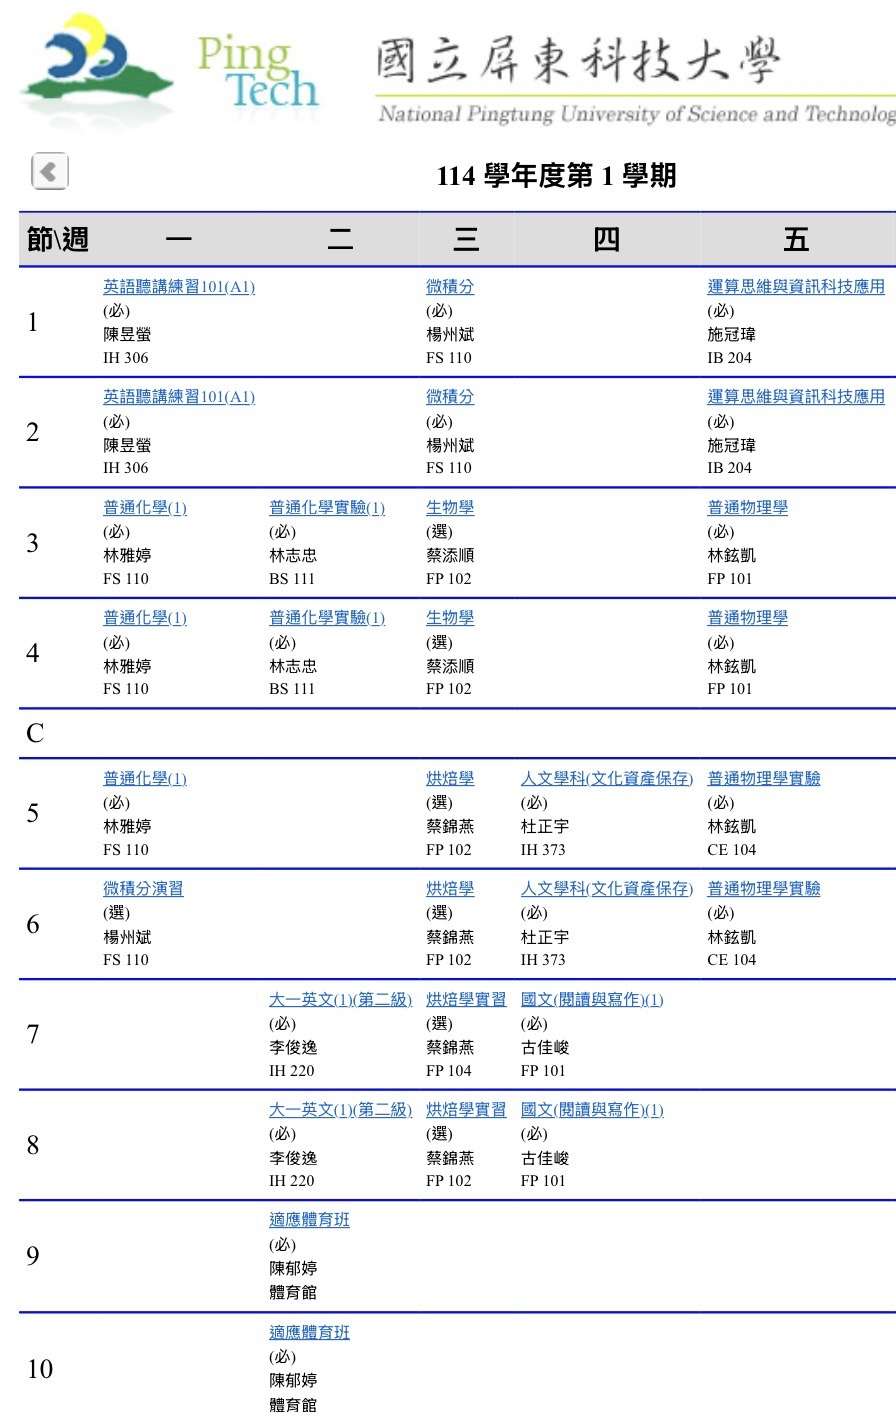 Ping
Tech
國立屏東科技大學
National Pingtung University of Science and Technolog
114 學年度第 1 學期
節\週 一 二 三 四 五
1
英語聽講練習101(A1)
(必)
陳昱螢
IH 306
微積分
(必)
楊州斌
FS 110
運算思維與資訊科技應用
(必)
施冠瑋
IB 204
2
英語聽講練習101(A1)
(必)
陳昱螢
IH 306
微積分
(必)
楊州斌
FS 110
運算思維與資訊科技應用
(必)
施冠瑋
IB 204
3
普通化學(1)
(必)
林雅婷
FS 110
普通化學實驗(1)
(必)
林志忠
BS 111
生物學
(選)
蔡添順
FP 102
普通物理學
(必)
林鉉凱
FP 101
4
普通化學(1)
(必)
林雅婷
FS 110
普通化學實驗(1)
(必)
林志忠
BS 111
生物學
(選)
蔡添順
FP 102
普通物理學
(必)
林鉉凱
FP 101
C
5
普通化學(1)
(必)
林雅婷
FS 110
烘焙學
(選)
蔡錦燕
FP 102
人文學科(文化資產保存)
(必)
杜正宇
IH 373
普通物理學實驗
(必)
林鉉凱
CE 104
6
微積分演習
(選)
楊州斌
FS 110
烘焙學
(選)
蔡錦燕
FP 102
人文學科(文化資產保存)
(必)
杜正宇
IH 373
普通物理學實驗
(必)
林鉉凱
CE 104
7
大一英文(1)(第二級)
(必)
李俊逸
IH 220
烘焙學實習
(選)
蔡錦燕
FP 104
國文(閱讀與寫作)(1)
(必)
古佳峻
FP 101
8
大一英文(1)(第二級)
(必)
李俊逸
IH 220
烘焙學實習
(選)
蔡錦燕
FP 102
國文(閱讀與寫作)(1)
(必)
古佳峻
FP 101
9
適應體育班
(必)
陳郁婷
體育館
10
適應體育班
(必)
陳郁婷
體育館